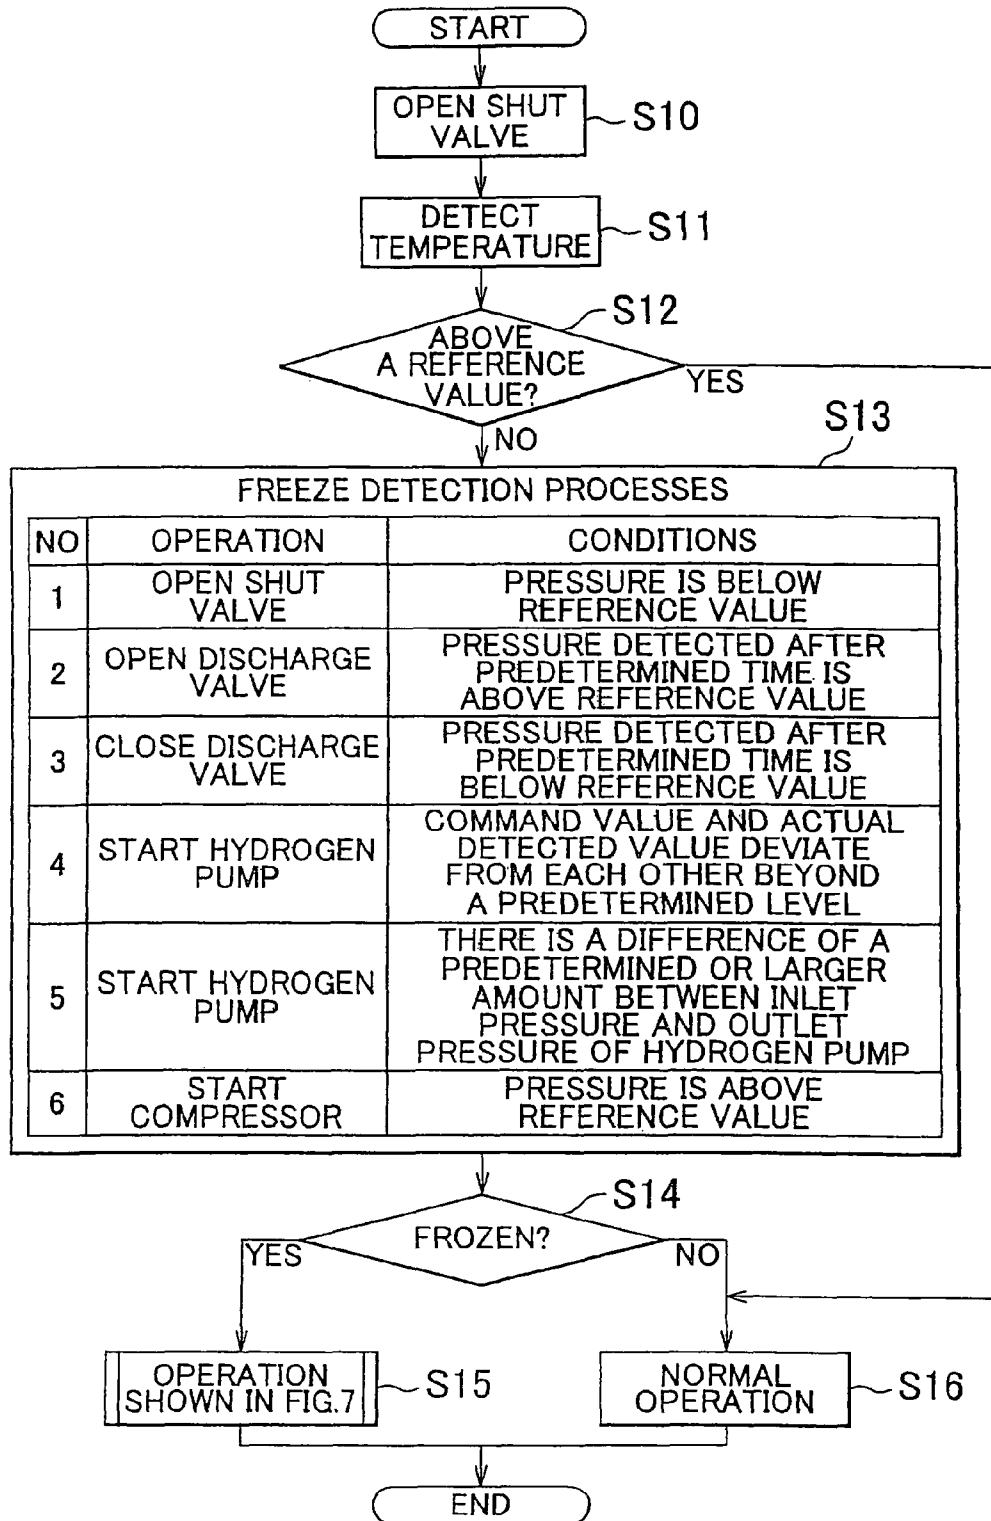 START
OPEN SHUT
VALVE
S10
DETECT
TEMPERATURE
S11
S12
ABOVE
A REFERENCE
VALUE?
YES
NO
S13
FREEZE DETECTION PROCESSES
NO OPERATION CONDITIONS
1 OPEN SHUT
VALVE
PRESSURE IS BELOW
REFERENCE VALUE
2 OPEN DISCHARGE
VALVE
PRESSURE DETECTED AFTER
PREDETERMINED TIME IS
ABOVE REFERENCE VALUE
3 CLOSE DISCHARGE
VALVE
PRESSURE DETECTED AFTER
PREDETERMINED TIME IS
BELOW REFERENCE VALUE
4 START HYDROGEN
PUMP
COMMAND VALUE AND ACTUAL
DETECTED VALUE DEVIATE
FROM EACH OTHER BEYOND
A PREDETERMINED LEVEL
5 START HYDROGEN
PUMP
THERE IS A DIFFERENCE OF A
PREDETERMINED OR LARGER
AMOUNT BETWEEN INLET
PRESSURE AND OUTLET
PRESSURE OF HYDROGEN PUMP
6 START
COMPRESSOR
PRESSURE IS ABOVE
REFERENCE VALUE
S14
FROZEN?
YES
NO
OPERATION
SHOWN IN FIG.7
S15
NORMAL
OPERATION
S16
END